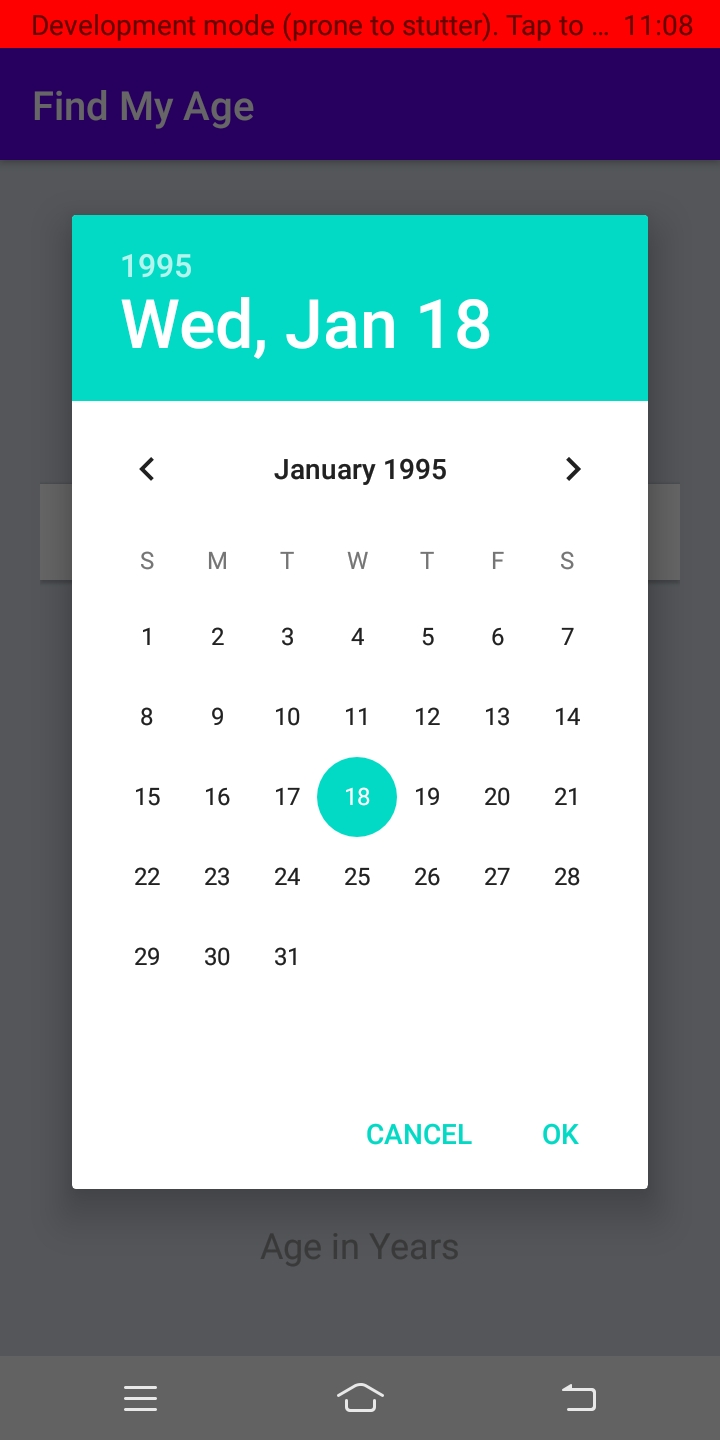 Development mode (prone to stutter). Tap to ... 11:08
Find My Age
1995
Wed, Jan 18
January 1995
S M T W T F S
1 2 3 4 5 6 7
8 9 10 11 12 13 14
15 16 17 18 19 20 21
22 23 24 25 26 27 28
29 30 31
CANCEL OK
Age in Years